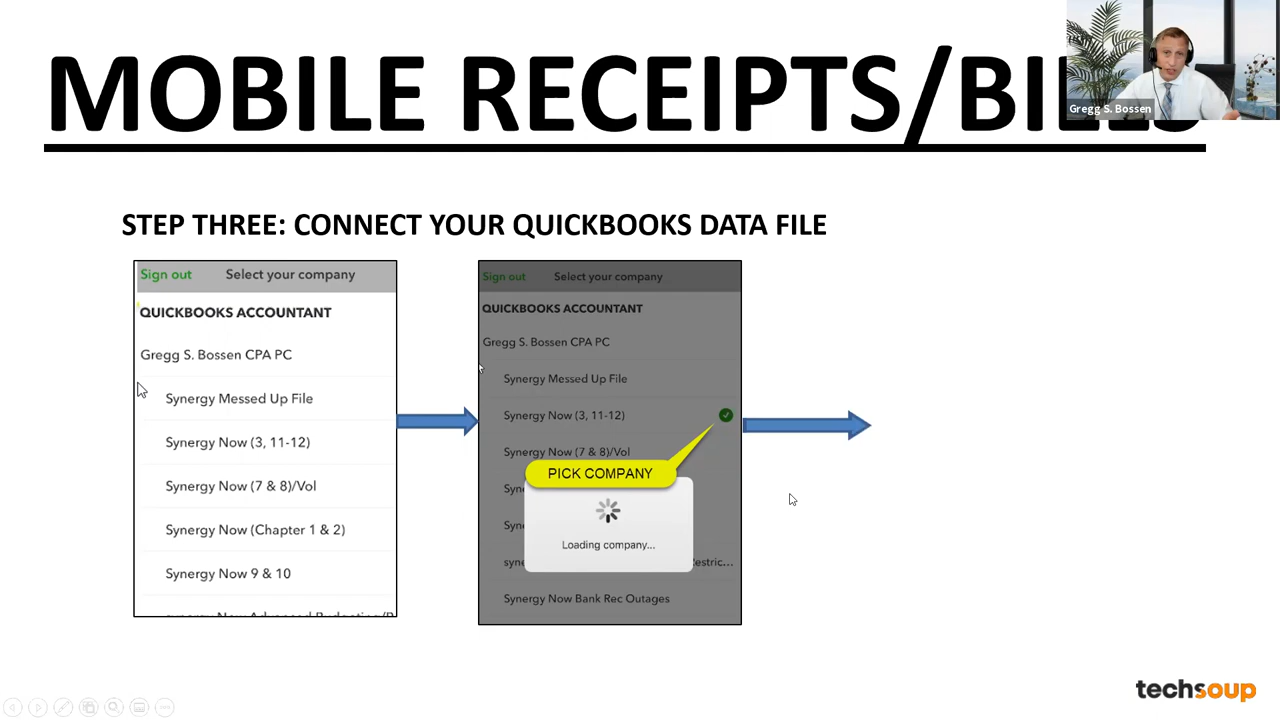 MOBILE RECEIPTS/BILLS
Gregg S. Bossen
STEP THREE: CONNECT YOUR QUICKBOOKS DATA FILE
Sign out Select your company
QUICKBOOKS ACCOUNTANT
Gregg S. Bossen CPA PC
Synergy Messed Up File
Synergy Now (3, 11-12)
Synergy Now (7 & 8)/Vol
Synergy Now (Chapter 1 & 2)
Synergy Now 9 & 10
synergy Now Advanced Budgeting/R
Sign out Select your company
QUICKBOOKS ACCOUNTANT
Gregg S. Bossen CPA PC
Synergy Messed Up File
Synergy Now (3, 11-12)
Synergy Now (7 & 8)/Vol
PICK COMPANY
Loading company...
Synergy Now Bank Rec Outages
techsoup